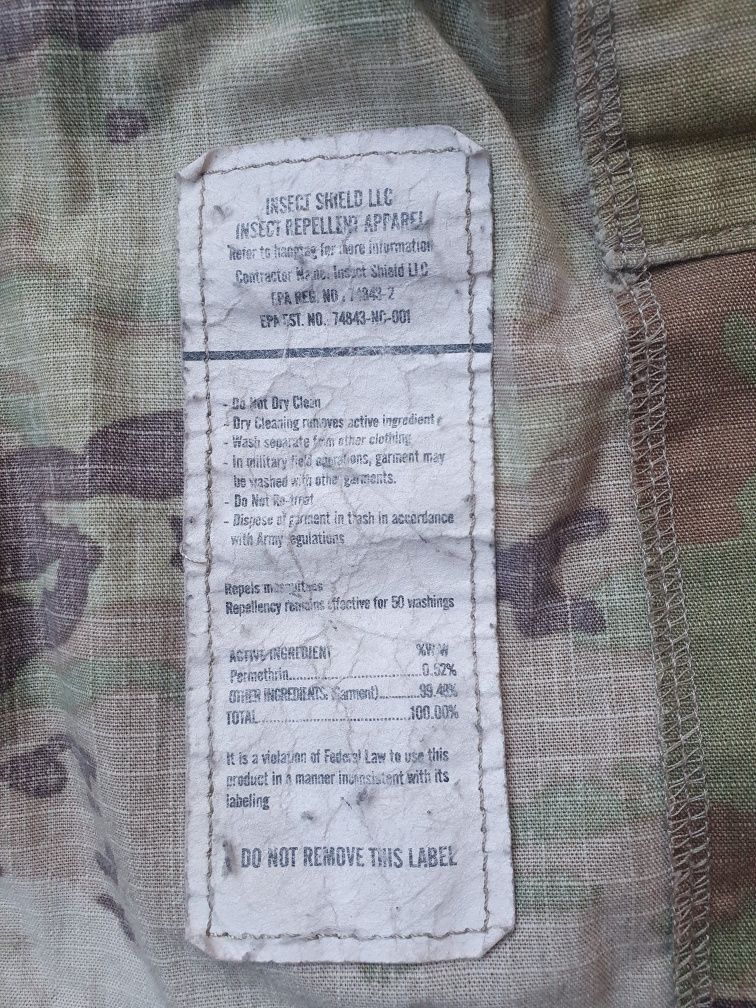 INSECT SHIELD LLC
INSECT REPELLENT APPAREL
Refer to hangtag for more information
Contractor Name: Insect Shield LLC
EPA REG. NO. 74843-2
EPA EST. NO. 74843-NC-001
- Do Not Dry Clean
- Dry Cleaning removes active ingredient
- Wash separate from other clothing
- In military field operations, garment may
be washed with other garments.
- Do Not Re-treat
- Dispose of garment in trash in accordance
with Army regulations
Repels mosquitoes
Repellency remains effective for 50 washings
ACTIVE INGREDIENT %W/W
Permethrin..............................0.52%
OTHER INGREDIENTS: (Garment)..........99.48%
TOTAL...................................100.00%
It is a violation of Federal Law to use this
product in a manner inconsistent with its
labeling
DO NOT REMOVE THIS LABEL